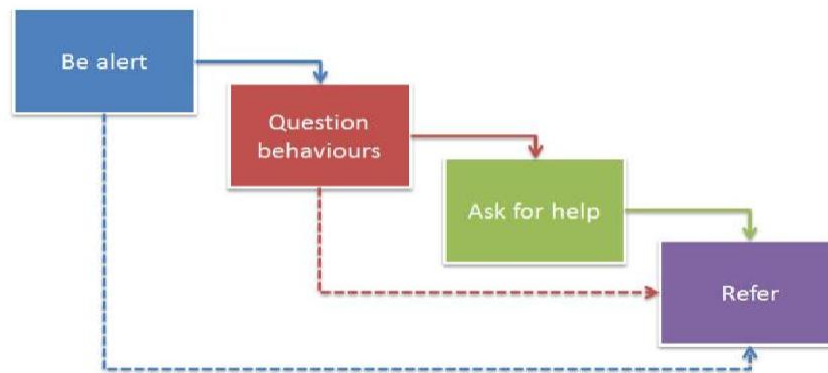 Be alert
Question
behaviours
Ask for help
Refer